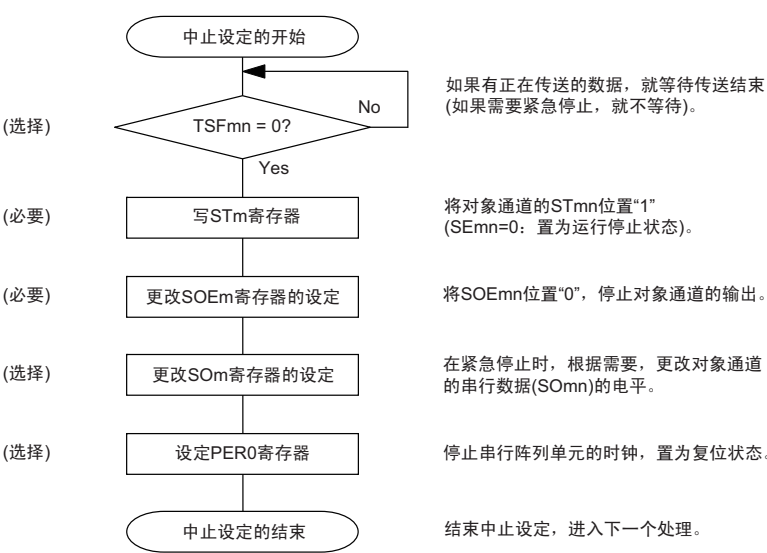 中止设定的开始
如果有正在传送的数据，就等待传送结束
(如果需要紧急停止，就不等待)。
No
(选择)
TSFmn = 0?
Yes
(必要)
写STm寄存器
将对象通道的STmn位置“1”
(SEmn=0：置为运行停止状态)。
(必要)
更改SOEm寄存器的设定
将SOEmn位置“0”，停止对象通道的输出。
(选择)
更改SOm寄存器的设定
在紧急停止时，根据需要，更改对象通道
的串行数据(SOmn)的电平。
(选择)
设定PER0寄存器
停止串行阵列单元的时钟，置为复位状态。
中止设定的结束
结束中止设定，进入下一个处理。